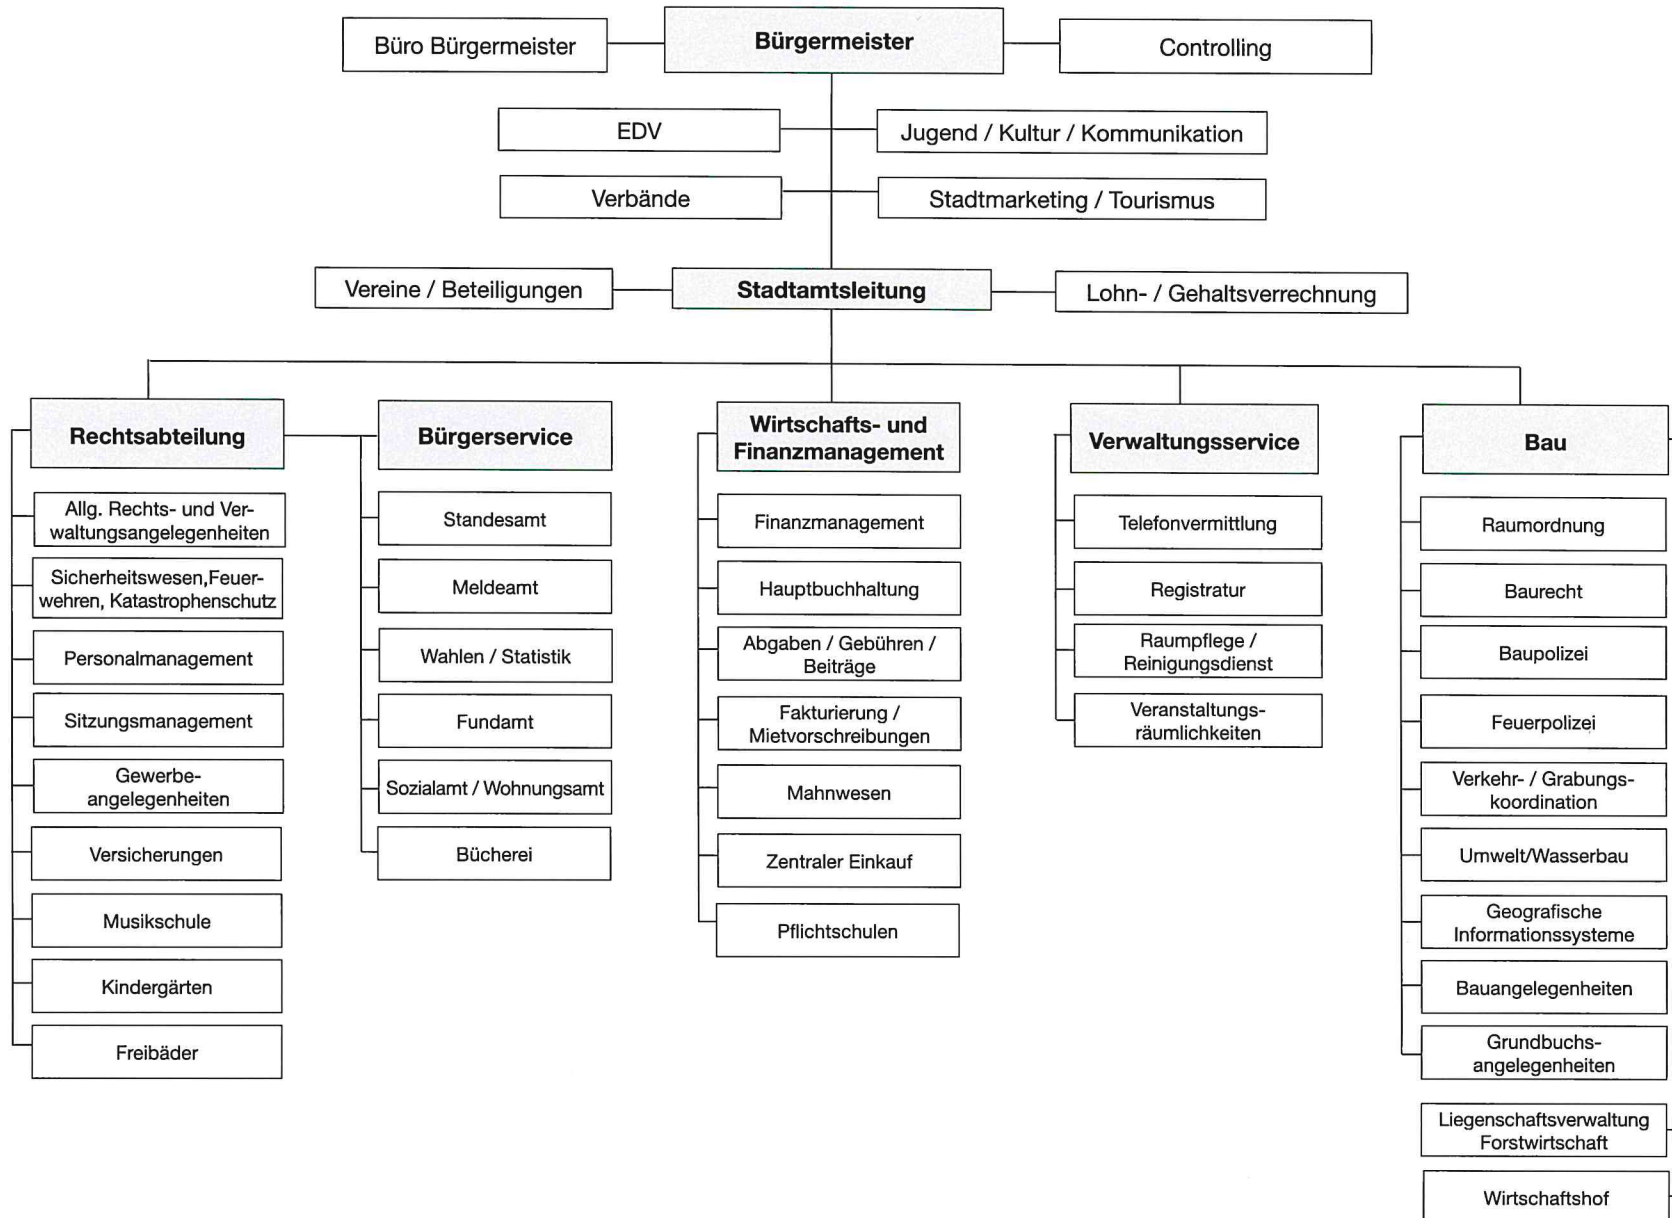 Büro Bürgermeister
Bürgermeister
Controlling
EDV
Jugend / Kultur / Kommunikation
Verbände
Stadtmarketing / Tourismus
Vereine / Beteiligungen
Stadtamtsleitung
Lohn- / Gehaltsverrechnung
Rechtsabteilung
Allg. Rechts- und Ver-
waltungsangelegenheiten
Sicherheitswesen,Feuer-
wehren, Katastrophenschutz
Personalmanagement
Sitzungsmanagement
Gewerbe-
angelegenheiten
Versicherungen
Musikschule
Kindergärten
Freibäder
Bürgerservice
Standesamt
Meldeamt
Wahlen / Statistik
Fundamt
Sozialamt / Wohnungsamt
Bücherei
Wirtschafts- und
Finanzmanagement
Finanzmanagement
Hauptbuchhaltung
Abgaben / Gebühren /
Beiträge
Fakturierung /
Mietvorschreibungen
Mahnwesen
Zentraler Einkauf
Pflichtschulen
Verwaltungsservice
Telefonvermittlung
Registratur
Raumpflege /
Reinigungsdienst
Veranstaltungs-
räumlichkeiten
Bau
Raumordnung
Baurecht
Baupolizei
Feuerpolizei
Verkehr- / Grabungs-
koordination
Umwelt/Wasserbau
Geografische
Informationssysteme
Bauangelegenheiten
Grundbuchs-
angelegenheiten
Liegenschaftsverwaltung
Forstwirtschaft
Wirtschaftshof